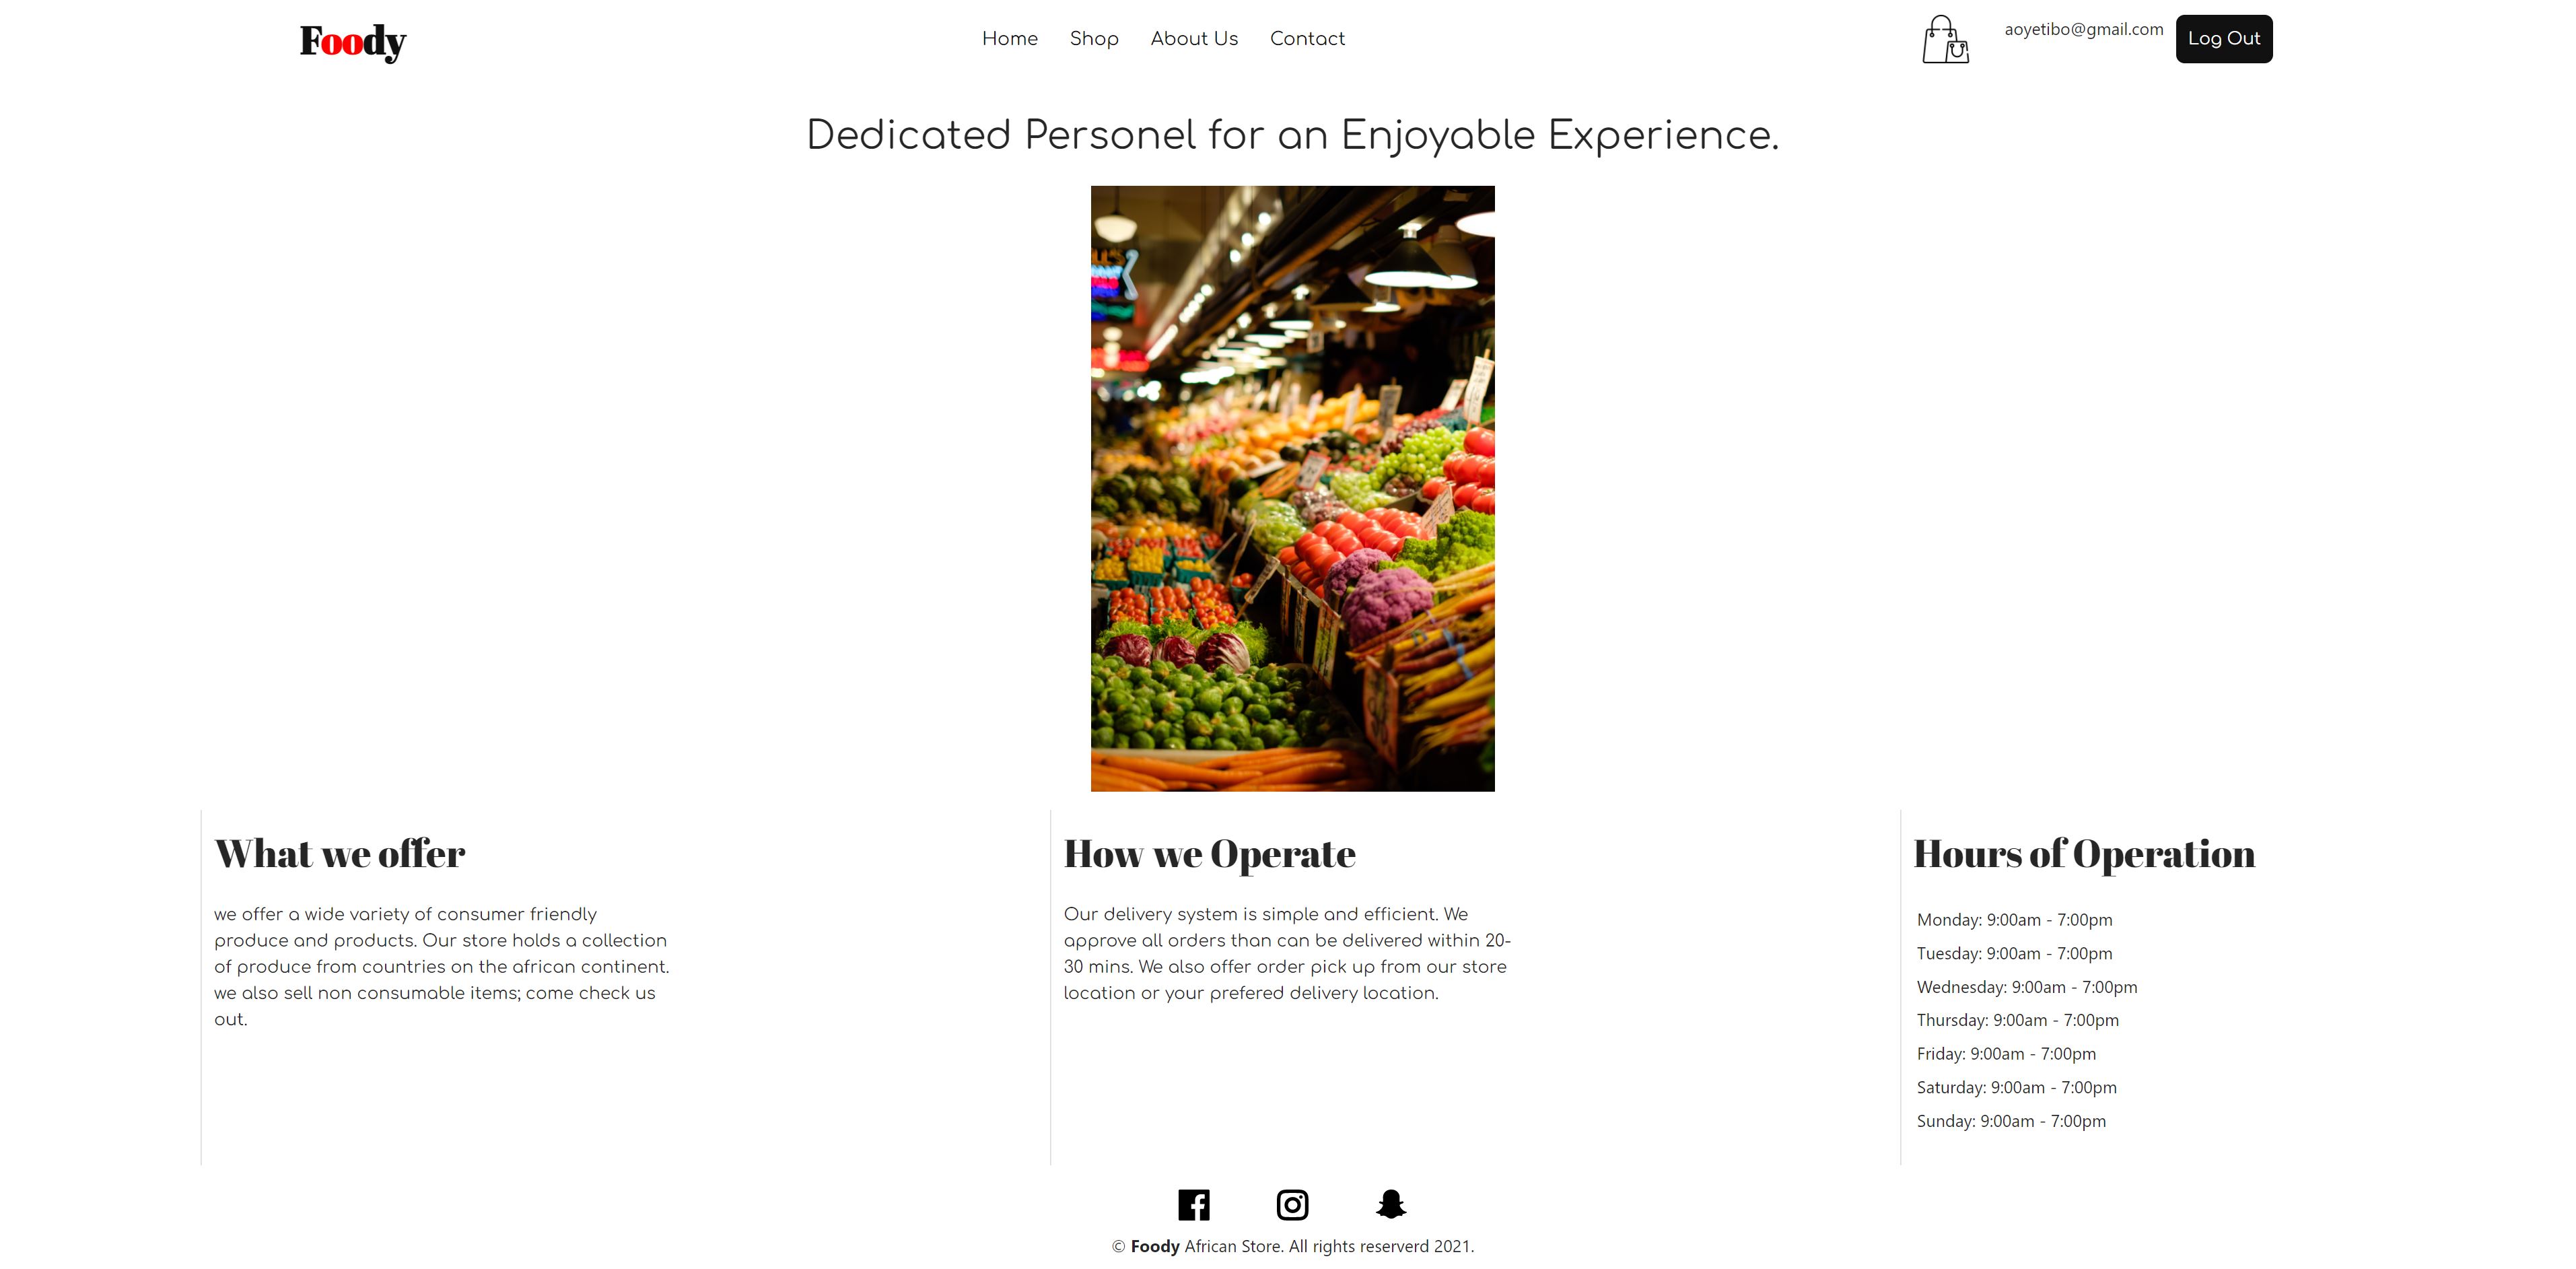 Foody
Home Shop About Us Contact
aoyetibo@gmail.com
Log Out
Dedicated Personel for an Enjoyable Experience.
What we offer
we offer a wide variety of consumer friendly
produce and products. Our store holds a collection
of produce from countries on the african continent.
we also sell non consumable items; come check us
out.
How we Operate
Our delivery system is simple and efficient. We
approve all orders than can be delivered within 20-
30 mins. We also offer order pick up from our store
location or your prefered delivery location.
Hours of Operation
Monday: 9:00am - 7:00pm
Tuesday: 9:00am - 7:00pm
Wednesday: 9:00am - 7:00pm
Thursday: 9:00am - 7:00pm
Friday: 9:00am - 7:00pm
Saturday: 9:00am - 7:00pm
Sunday: 9:00am - 7:00pm
© Foody African Store. All rights reserverd 2021.